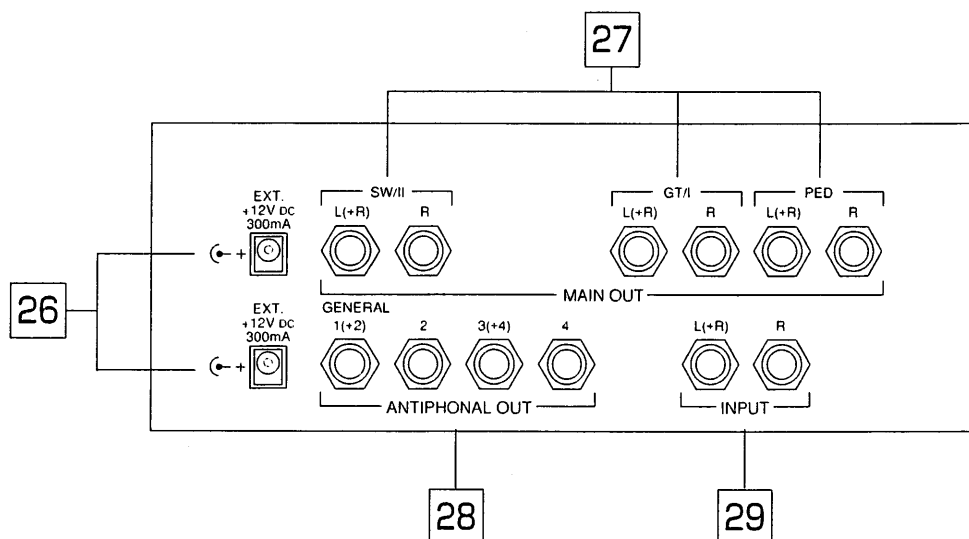 27
SW/II GT/I PED
EXT.
+12V DC
300mA
L(+R) R L(+R) R L(+R) R
+
MAIN OUT
26
EXT.
+12V DC
300mA
GENERAL
1(+2) 2 3(+4) 4 L(+R) R
+
ANTIPHONAL OUT INPUT
28 29